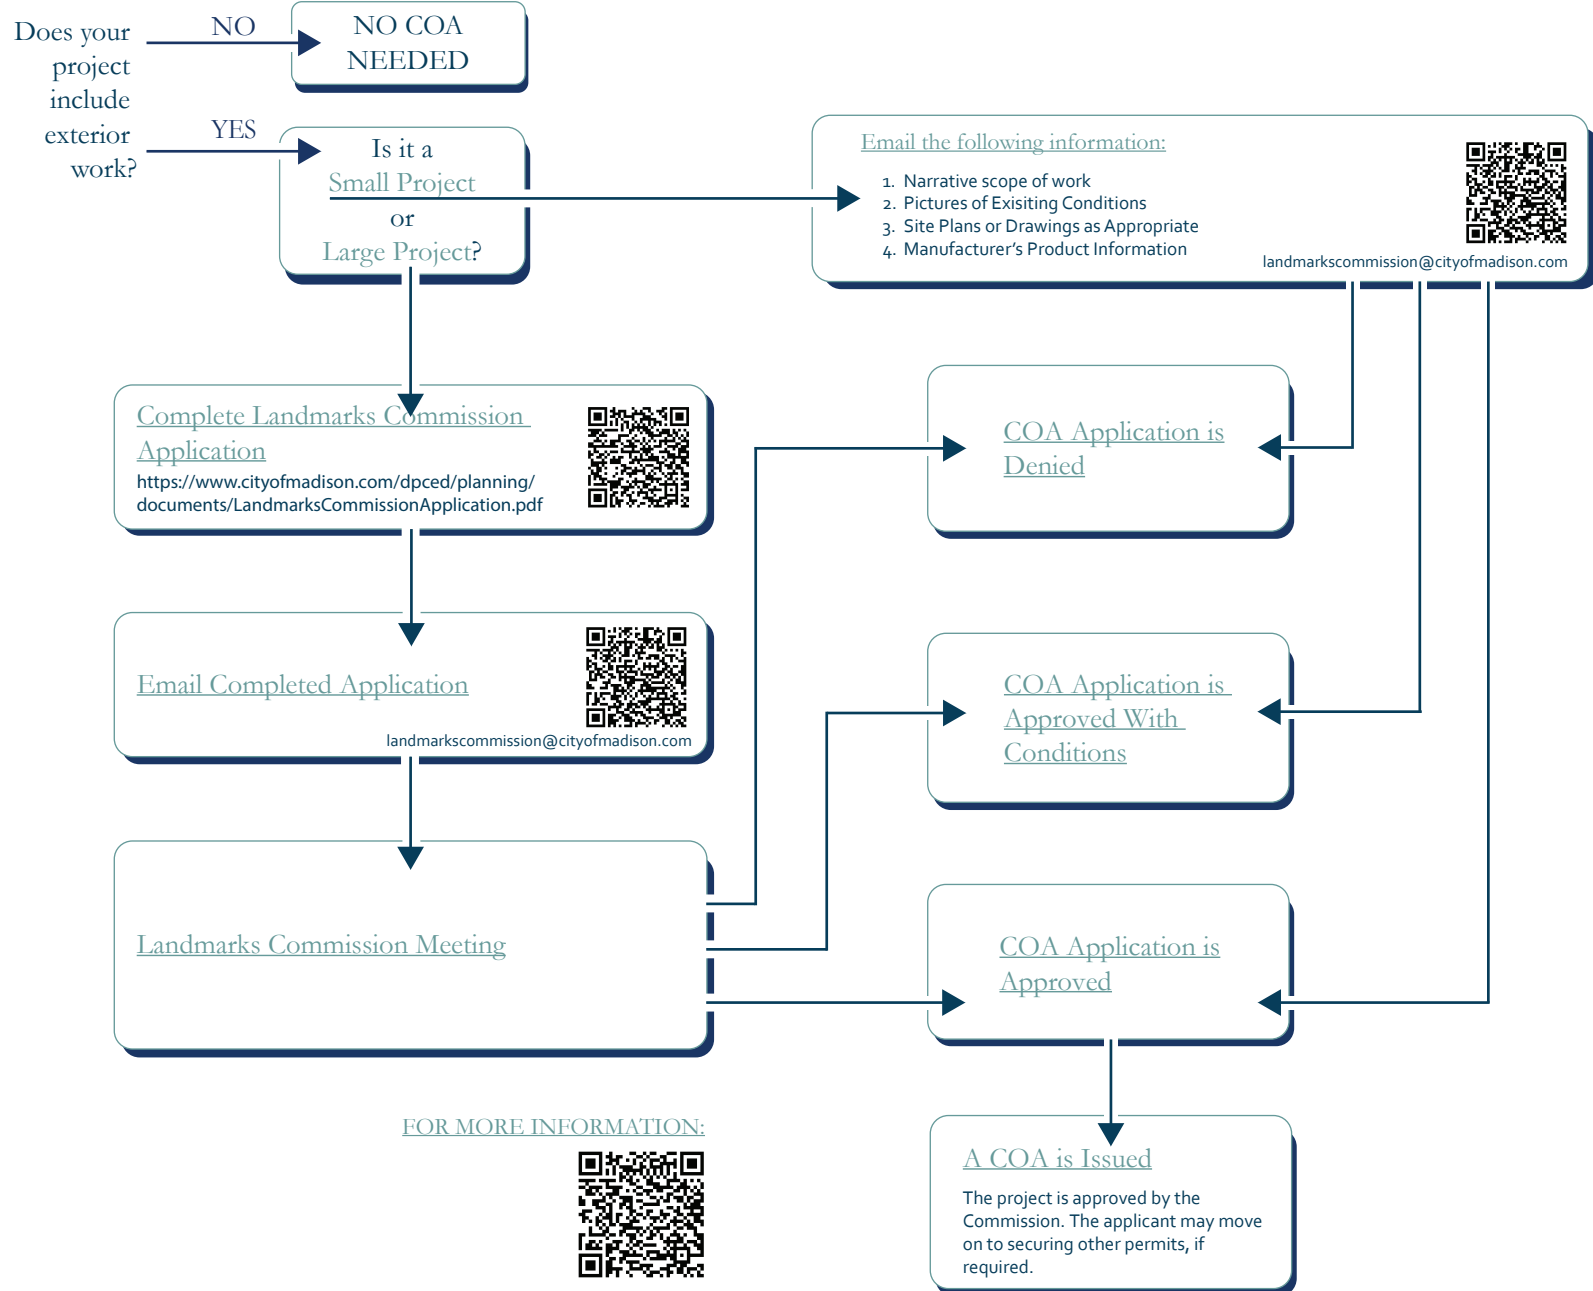 Does your
project
include
exterior
work?
NO
NO COA
NEEDED
YES
Is it a
Small Project
or
Large Project?
Email the following information:
1. Narrative scope of work
2. Pictures of Exisiting Conditions
3. Site Plans or Drawings as Appropriate
4. Manufacturer's Product Information
landmarkscommission@cityofmadison.com
Complete Landmarks Commission
Application
https://www.cityofmadison.com/dpced/planning/
documents/LandmarksCommissionApplication.pdf
Email Completed Application
landmarkscommission@cityofmadison.com
Landmarks Commission Meeting
COA Application is
Denied
COA Application is
Approved With
Conditions
COA Application is
Approved
A COA is Issued
The project is approved by the
Commission. The applicant may move
on to securing other permits, if
required.
FOR MORE INFORMATION: